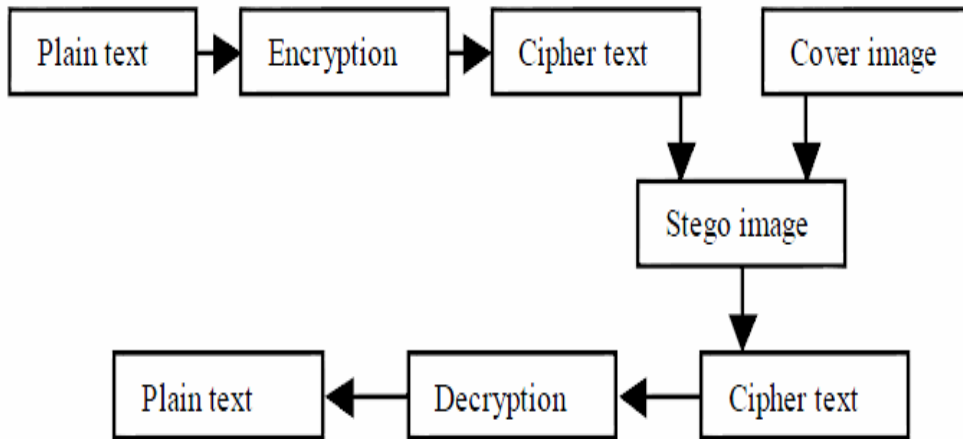 Plain text
Encryption
Cipher text
Cover image
Stego image
Plain text
Decryption
Cipher text